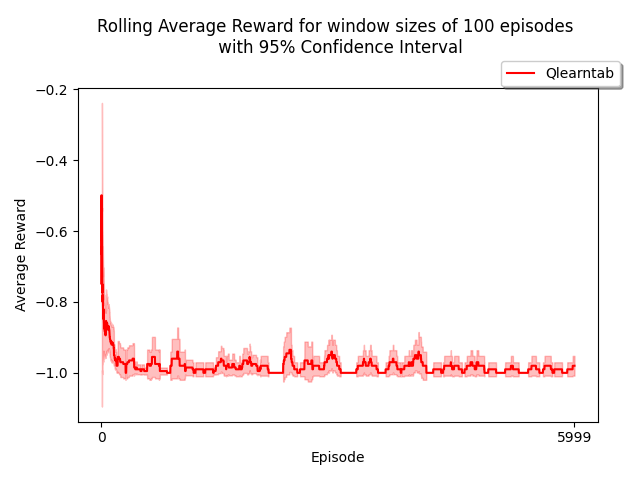 Rolling Average Reward for window sizes of 100 episodes
with 95% Confidence Interval
Qlearntab
−0.2
−0.4
−0.6
−0.8
−1.0
Average Reward
0
5999
Episode